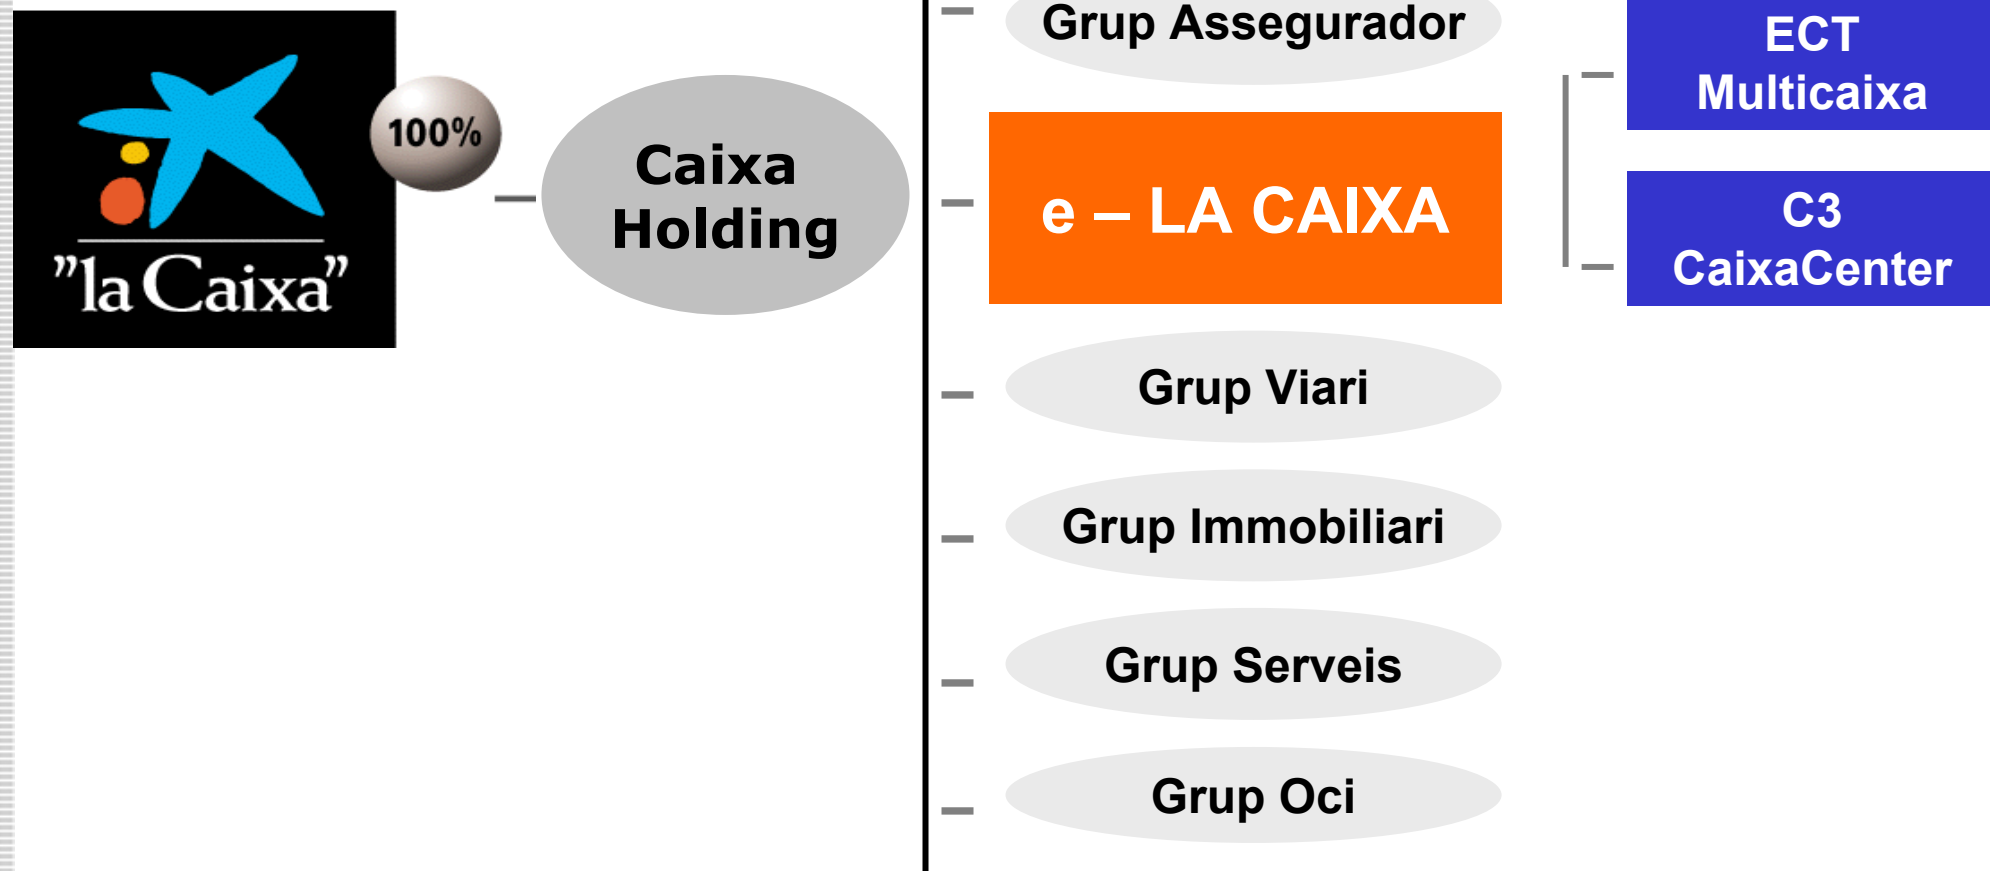 ”la Caixa”
100%
Caixa
Holding
Grup Assegurador
e – LA CAIXA
Grup Viari
Grup Immobiliari
Grup Serveis
Grup Oci
ECT
Multicaixa
C3
CaixaCenter